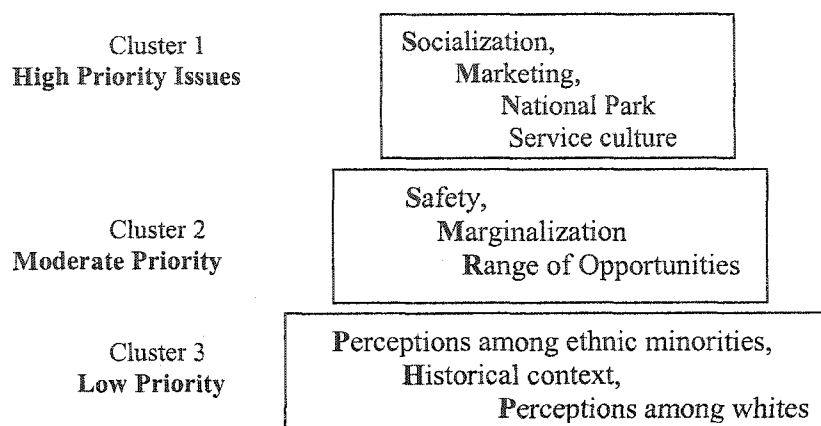 Cluster 1
High Priority Issues
Socialization,
Marketing,
National Park
Service culture
Cluster 2
Moderate Priority
Safety,
Marginalization
Range of Opportunities
Cluster 3
Low Priority
Perceptions among ethnic minorities,
Historical context,
Perceptions among whites